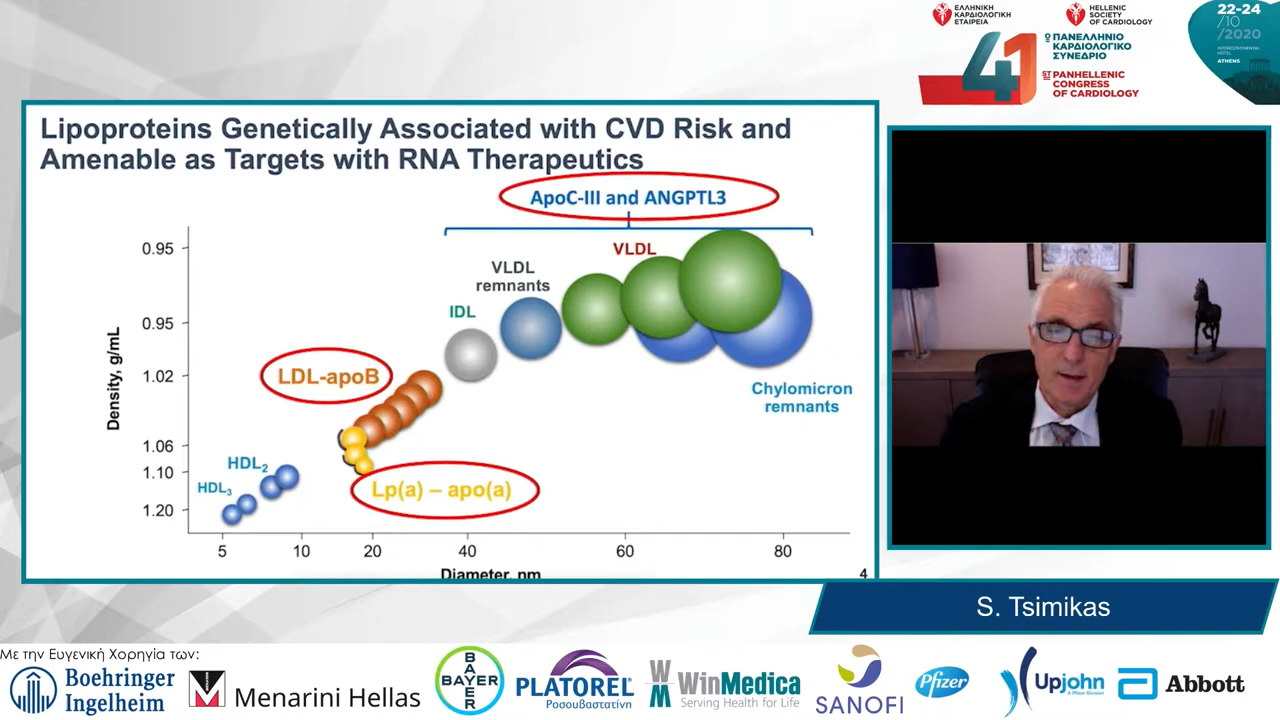 ΕΛΛΗΝΙΚΗ
ΚΑΡΔΙΟΛΟΓΙΚΗ
ΕΤΑΙΡΕΙΑ
HELLENIC
SOCIETY
OF CARDIOLOGY
41
ο ΠΑΝΕΛΛΗΝΙΟ
ΚΑΡΔΙΟΛΟΓΙΚΟ
ΣΥΝΕΔΡΙΟ
ST PANHELLENIC
CONGRESS
OF CARDIOLOGY
22-24
/10
/2020
INTERCONTINENTAL
HOTEL
ATHENS
Lipoproteins Genetically Associated with CVD Risk and
Amenable as Targets with RNA Therapeutics
ApoC-III and ANGPTL3
VLDL
VLDL
remnants
IDL
LDL-apoB
Chylomicron
remnants
HDL2
HDL3
Lp(a) – apo(a)
Density, g/mL
0.95
0.95
1.02
1.06
1.10
1.20
5 10 20 40 60 80
Diameter, nm
4
S. Tsimikas
Με την Ευγενική Χορηγία των:
Boehringer
Ingelheim
Menarini Hellas
BAYER
BAYER
PLATOREL
Ροσουβαστατίνη
WinMedica
Serving Health for Life
SANOFI
Pfizer
Upjohn
A Pfizer Division
Abbott